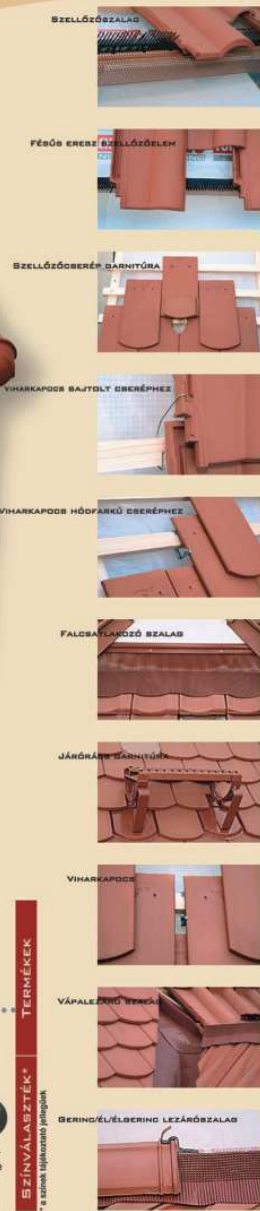 SZELLŐZŐSZALAG
FÉSŰS ERESZ SZELLŐZŐELEM
SZELLŐZŐCSERÉP GARNITÚRA
VIHARKAPOCS SAJTOLT CSERÉPHEZ
VIHARKAPOCS HÓDFARKÚ CSERÉPHEZ
FALCSATLAKOZÓ SZALAG
JÁRÓRÁCS GARNITÚRA
VIHARKAPOCS
VÁPALEZÁRÓ SZALAG
GERINC/ÉL/ÉLGERINC LEZÁRÓSZALAG
TERMÉKEK
SZÍNVÁLASZTÉK*
* a színek tájékoztató jellegűek